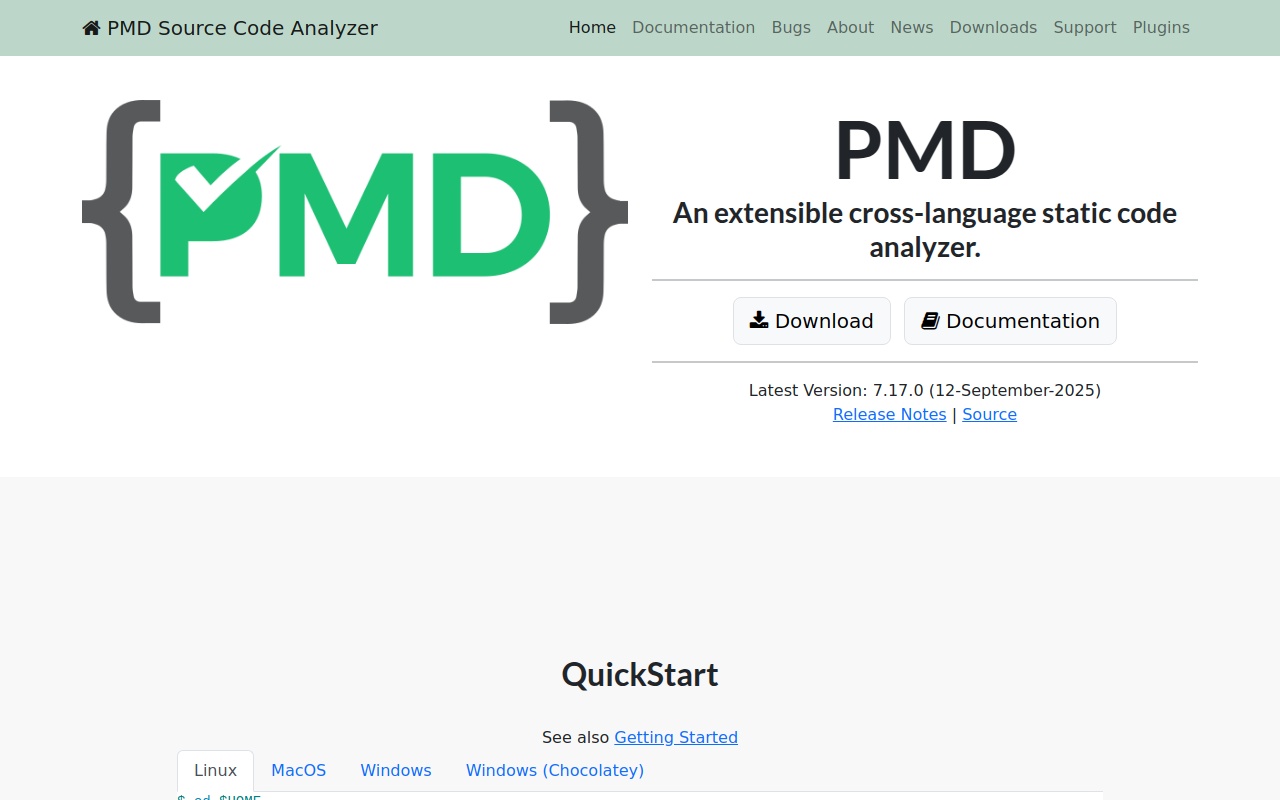 PMD Source Code Analyzer
Home Documentation Bugs About News Downloads Support Plugins
{PMD}
PMD
An extensible cross-language static code
analyzer.
Download
Documentation
Latest Version: 7.17.0 (12-September-2025)
Release Notes | Source
QuickStart
See also Getting Started
Linux MacOS Windows Windows (Chocolatey)
$ cd $HOME